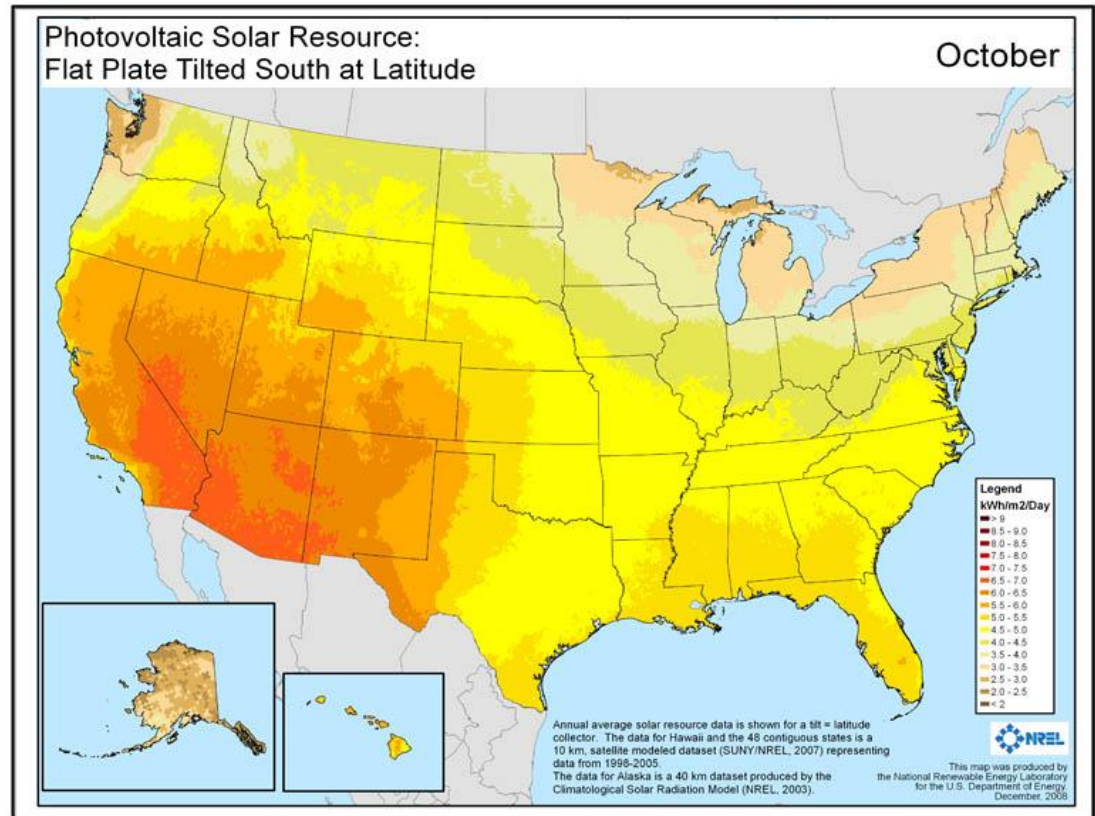 Photovoltaic Solar Resource:
Flat Plate Tilted South at Latitude
October
Legend
kWh/m2/Day
> 9
8.5 - 9.0
8.0 - 8.5
7.5 - 8.0
7.0 - 7.5
6.5 - 7.0
6.0 - 6.5
5.5 - 6.0
5.0 - 5.5
4.5 - 5.0
4.0 - 4.5
3.5 - 4.0
3.0 - 3.5
2.5 - 3.0
2.0 - 2.5
< 2
Annual average solar resource data is shown for a tilt = latitude
collector. The data for Hawaii and the 48 contiguous states is a
10 km, satellite modeled dataset (SUNY/NREL, 2007) representing
data from 1998-2005.
The data for Alaska is a 40 km dataset produced by the
Climatological Solar Radiation Model (NREL, 2003).
NREL
This map was produced by
the National Renewable Energy Laboratory
for the U.S. Department of Energy.
December, 2008